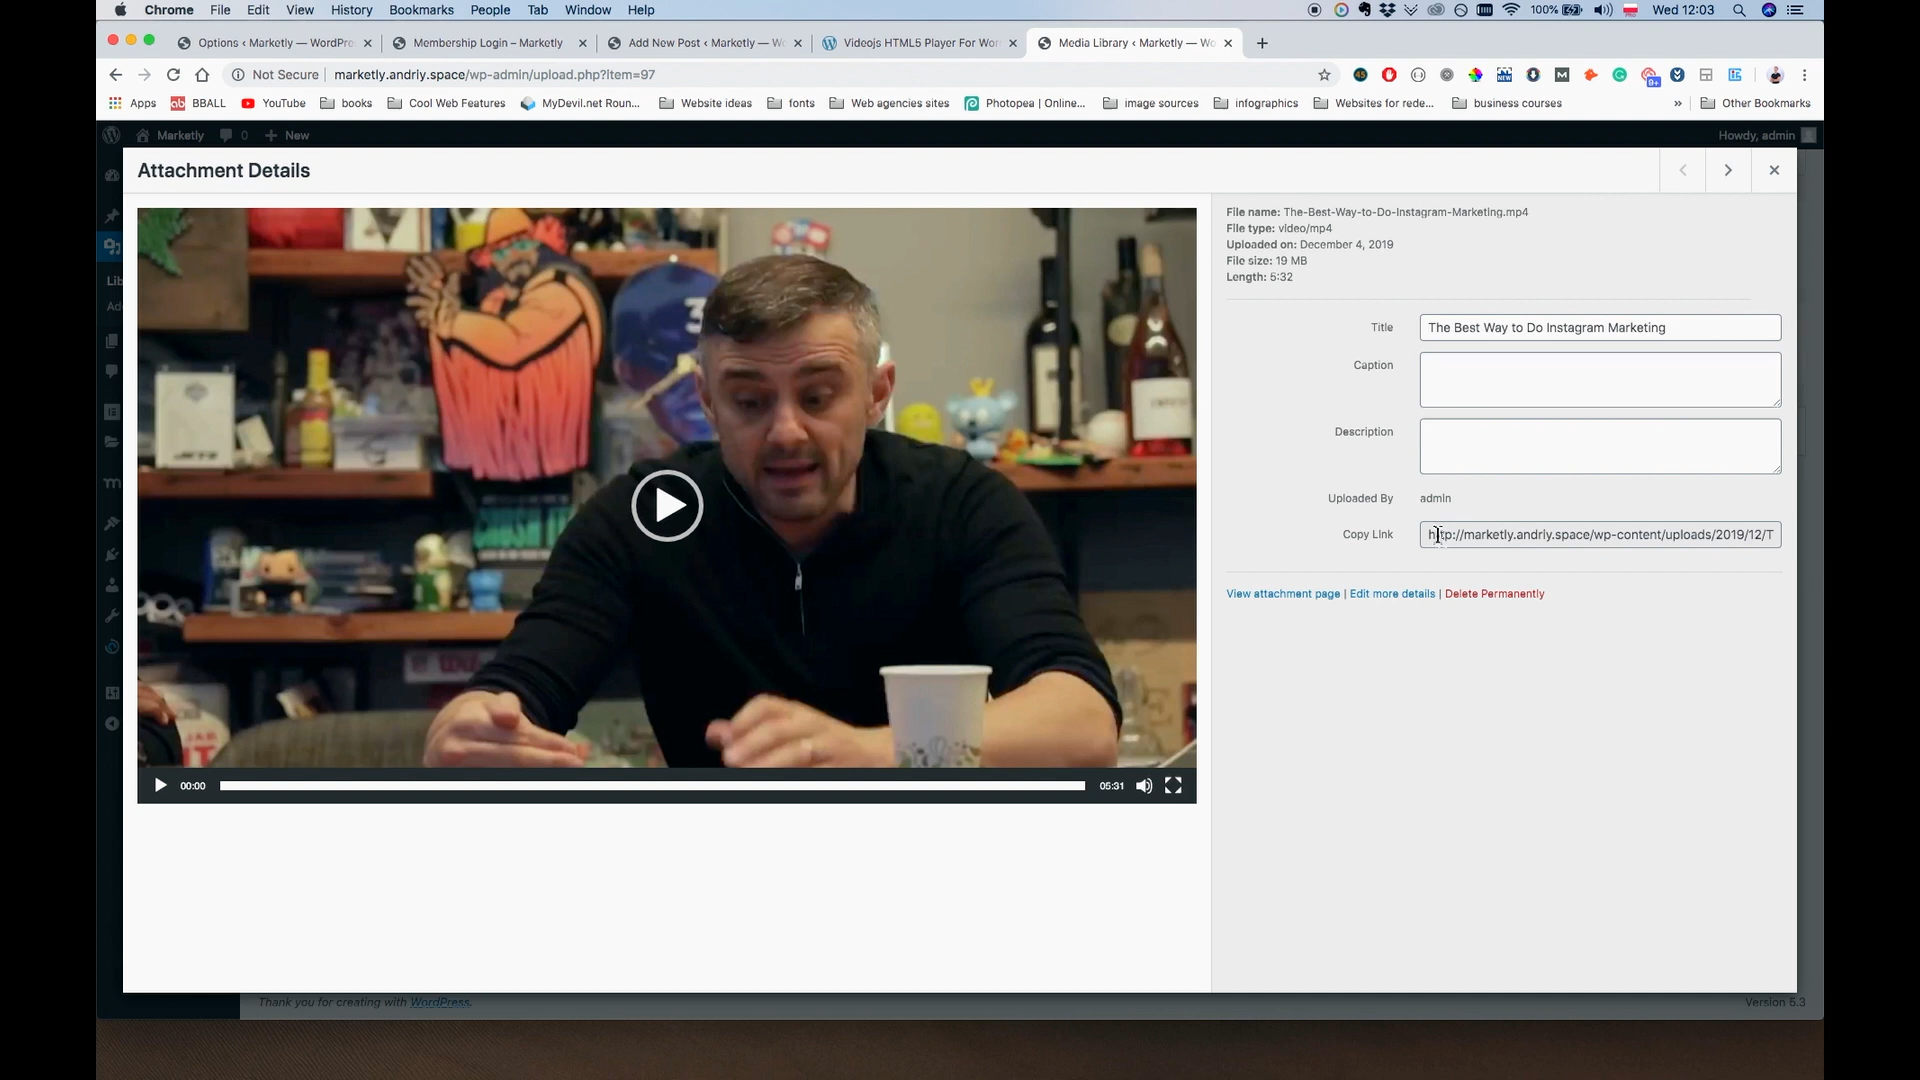 Chrome File Edit View History Bookmarks People Tab Window Help 100% Wed 12:03
Options ‹ Marketly — WordPre
Membership Login – Marketly
Add New Post ‹ Marketly — Wo
Videojs HTML5 Player For Wor
Media Library ‹ Marketly — Wo
Not Secure marketly.andriy.space/wp-admin/upload.php?item=97
Apps BBALL YouTube books Cool Web Features MyDevil.net Roun... Website ideas fonts Web agencies sites Photopea | Online... image sources infographics Websites for rede... business courses » Other Bookmarks
Marketly 0 + New Howdy, admin
Attachment Details
File name: The-Best-Way-to-Do-Instagram-Marketing.mp4
File type: video/mp4
Uploaded on: December 4, 2019
File size: 19 MB
Length: 5:32
Title The Best Way to Do Instagram Marketing
Caption
Description
Uploaded By admin
Copy Link http://marketly.andriy.space/wp-content/uploads/2019/12/T
View attachment page | Edit more details | Delete Permanently
Lib
Ad
00:00 05:31
Thank you for creating with WordPress. Version 5.3